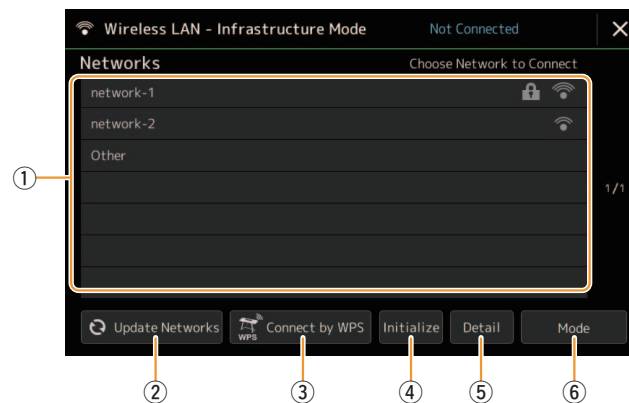 Wireless LAN - Infrastructure Mode Not Connected
Networks Choose Network to Connect
network-1
network-2
Other
①
1/1
Update Networks WPS Connect by WPS Initialize Detail Mode
② ③ ④ ⑤ ⑥